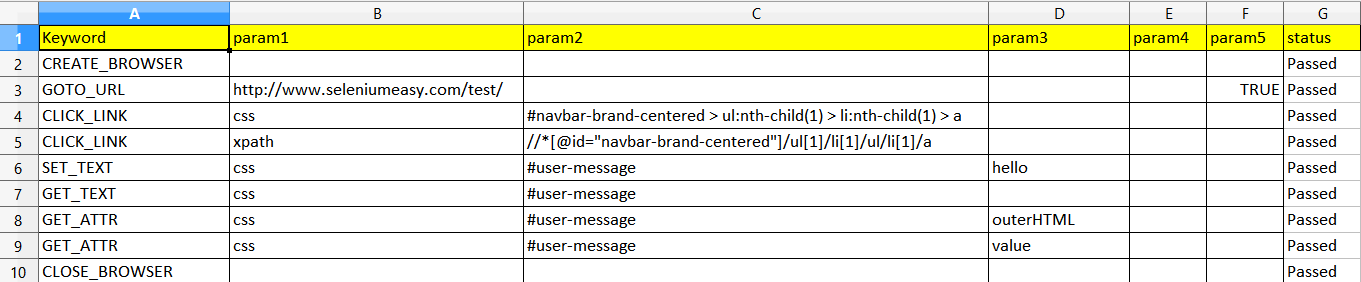 A B C D E F G
1 Keyword param1 param2 param3 param4 param5 status
2 CREATE_BROWSER Passed
3 GOTO_URL http://www.seleniumeasy.com/test/ TRUE Passed
4 CLICK_LINK css #navbar-brand-centered > ul:nth-child(1) > li:nth-child(1) > a Passed
5 CLICK_LINK xpath //*[@id="navbar-brand-centered"]/ul[1]/li[1]/ul/li[1]/a Passed
6 SET_TEXT css #user-message hello Passed
7 GET_TEXT css #user-message Passed
8 GET_ATTR css #user-message outerHTML Passed
9 GET_ATTR css #user-message value Passed
10 CLOSE_BROWSER Passed